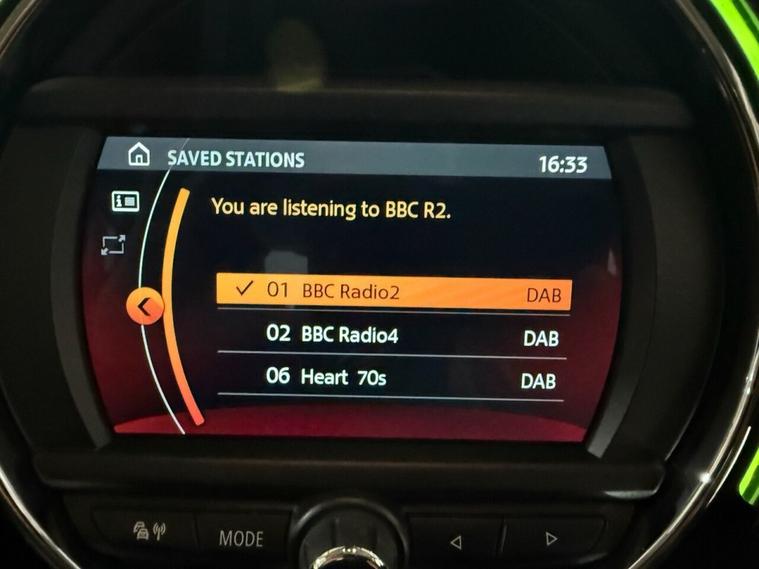 SAVED STATIONS 16:33
You are listening to BBC R2.
01 BBC Radio2 DAB
02 BBC Radio4 DAB
06 Heart 70s DAB
MODE